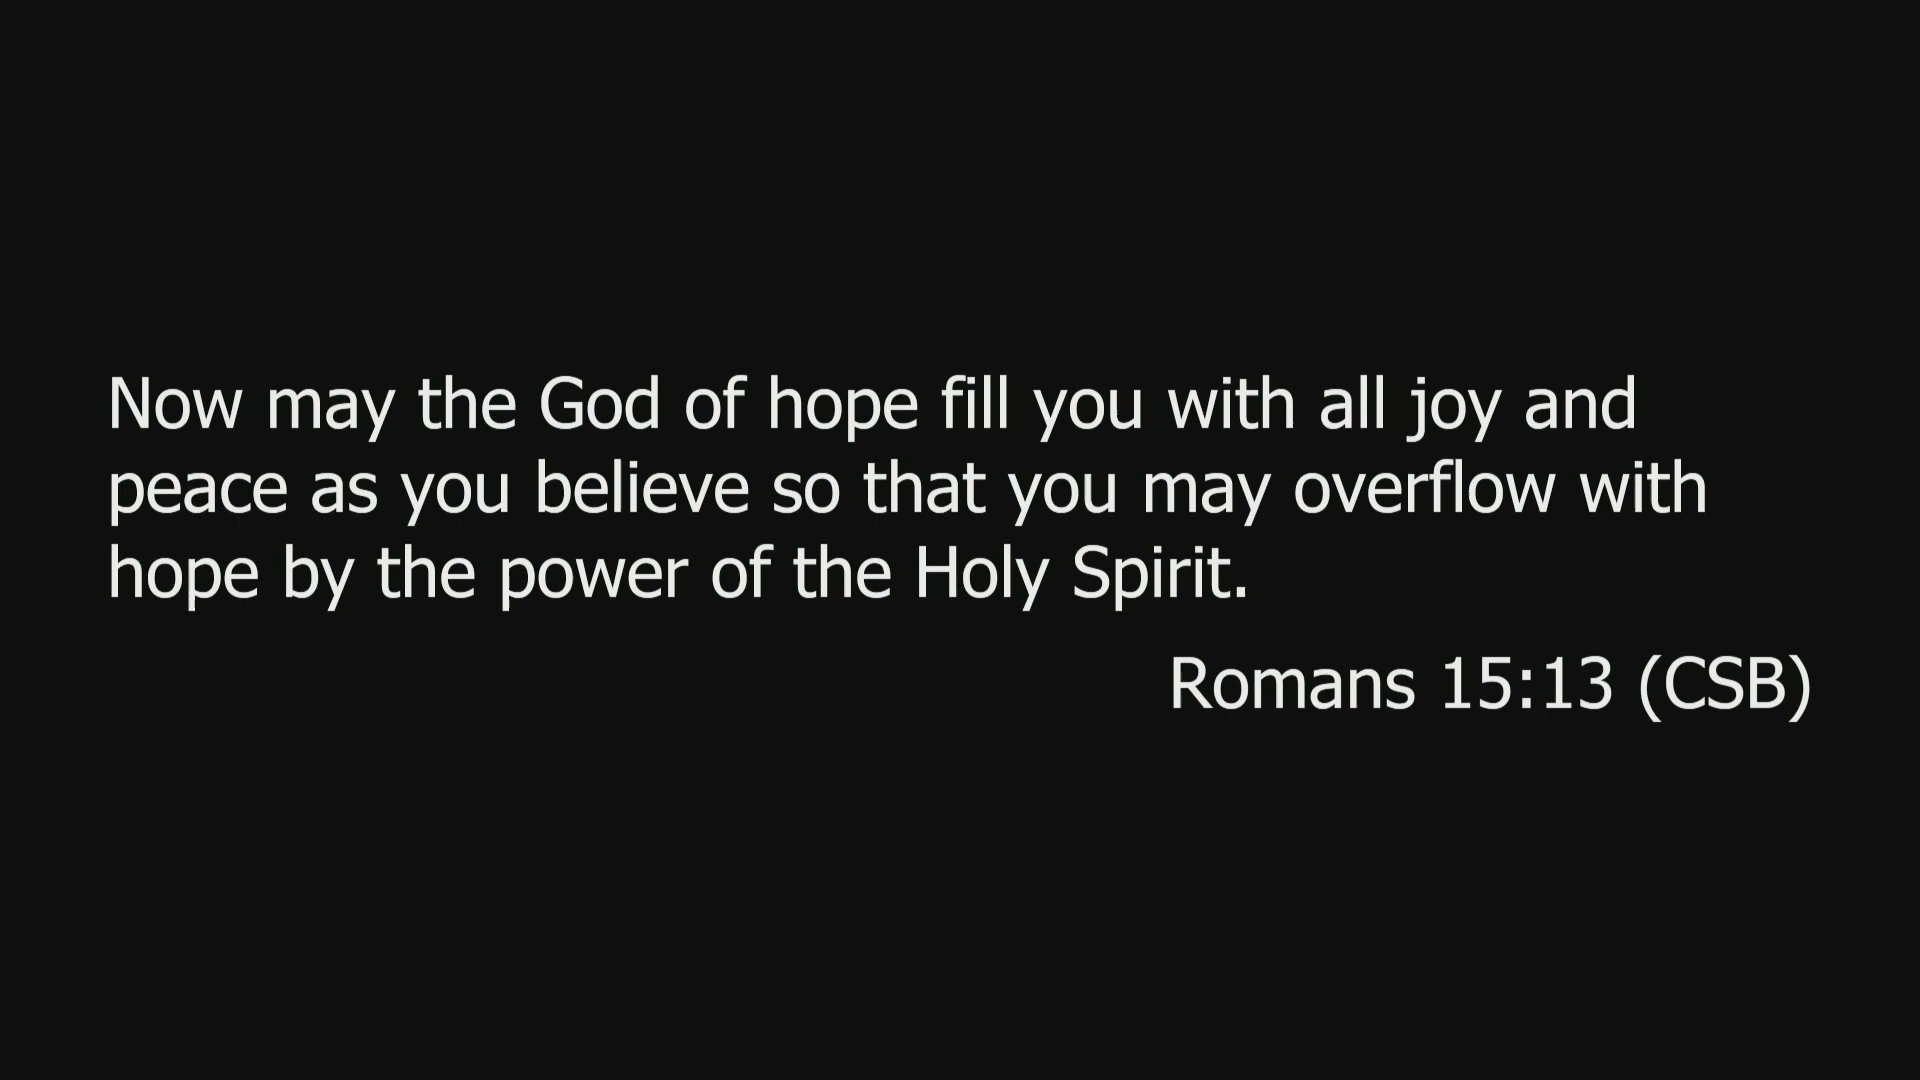 Now may the God of hope fill you with all joy and
peace as you believe so that you may overflow with
hope by the power of the Holy Spirit.
Romans 15:13 (CSB)